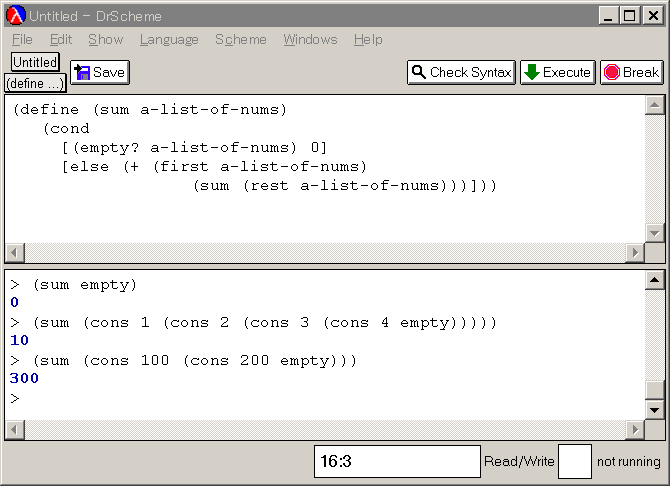 Untitled - DrScheme
File Edit Show Language Scheme Windows Help
Untitled
(define ...)
Save
Check Syntax
Execute
Break
(define (sum a-list-of-nums)
(cond
[(empty? a-list-of-nums) 0]
[else (+ (first a-list-of-nums)
(sum (rest a-list-of-nums)))]))
> (sum empty)
0
> (sum (cons 1 (cons 2 (cons 3 (cons 4 empty)))))
10
> (sum (cons 100 (cons 200 empty)))
300
>
16:3
Read/Write
not running